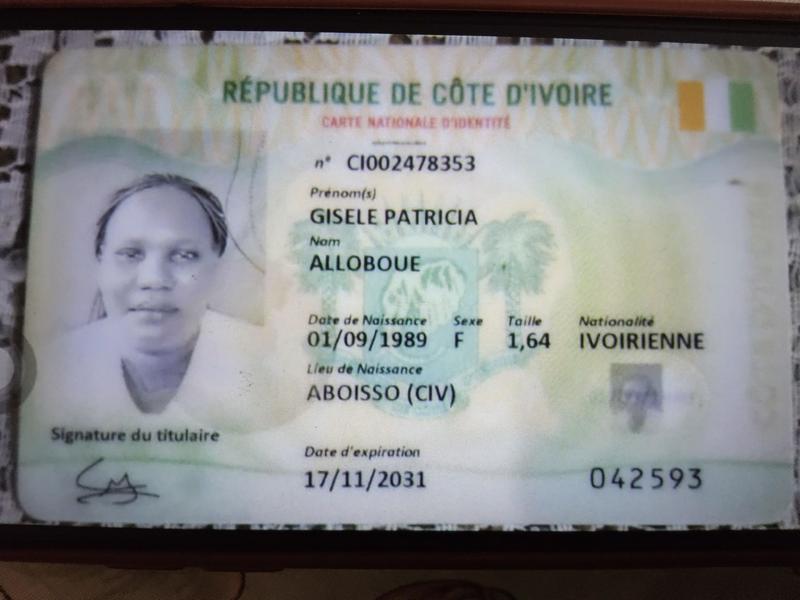 RÉPUBLIQUE DE CÔTE D'IVOIRE
CARTE NATIONALE D'IDENTITÉ
n° CI002478353
Prénom(s)
GISELE PATRICIA
Nom
ALLOBOUE
Date de Naissance Sexe Taille Nationalité
01/09/1989 F 1,64 IVOIRIENNE
Lieu de Naissance
ABOISSO (CIV)
Signature du titulaire
Date d'expiration
17/11/2031
042593